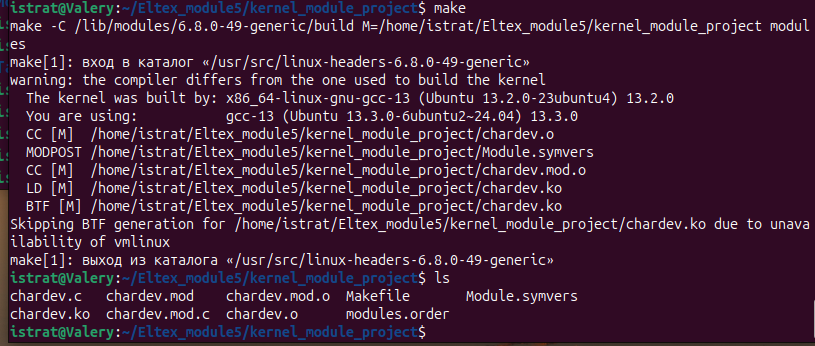 istrat@Valery:~/Eltex_module5/kernel_module_project$ make
make -C /lib/modules/6.8.0-49-generic/build M=/home/istrat/Eltex_module5/kernel_module_project modul
es
make[1]: вход в каталог «/usr/src/linux-headers-6.8.0-49-generic»
warning: the compiler differs from the one used to build the kernel
  The kernel was built by: x86_64-linux-gnu-gcc-13 (Ubuntu 13.2.0-23ubuntu4) 13.2.0
  You are using:           gcc-13 (Ubuntu 13.3.0-6ubuntu2~24.04) 13.3.0
  CC [M]  /home/istrat/Eltex_module5/kernel_module_project/chardev.o
  MODPOST /home/istrat/Eltex_module5/kernel_module_project/Module.symvers
  CC [M]  /home/istrat/Eltex_module5/kernel_module_project/chardev.mod.o
  LD [M]  /home/istrat/Eltex_module5/kernel_module_project/chardev.ko
  BTF [M] /home/istrat/Eltex_module5/kernel_module_project/chardev.ko
Skipping BTF generation for /home/istrat/Eltex_module5/kernel_module_project/chardev.ko due to unava
ilability of vmlinux
make[1]: выход из каталога «/usr/src/linux-headers-6.8.0-49-generic»
istrat@Valery:~/Eltex_module5/kernel_module_project$ ls
chardev.c   chardev.mod    chardev.mod.o  Makefile       Module.symvers
chardev.ko  chardev.mod.c  chardev.o      modules.order
istrat@Valery:~/Eltex_module5/kernel_module_project$